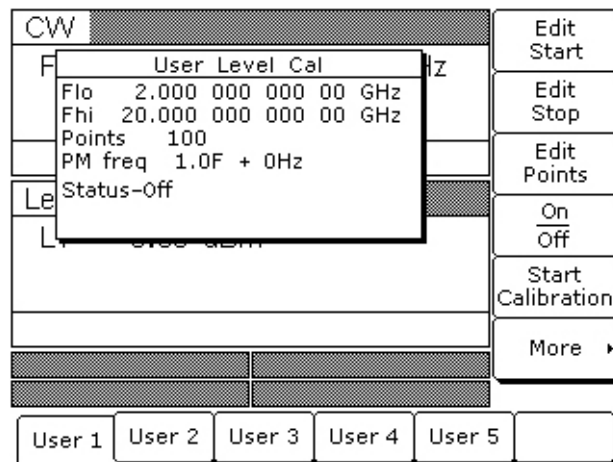 CW
F
Hz
User Level Cal
Flo 2.000 000 000 00 GHz
Fhi 20.000 000 000 00 GHz
Points 100
PM freq 1.0F + 0Hz
Status-Off
Le
Edit
Start
Edit
Stop
Edit
Points
On
Off
Start
Calibration
More
User 1
User 2
User 3
User 4
User 5